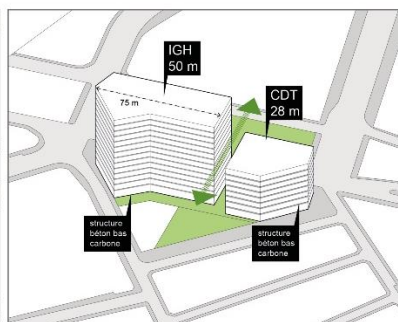 IGH
50 m
75 m
CDT
28 m
structure
béton bas
carbone
structure
béton bas
carbone